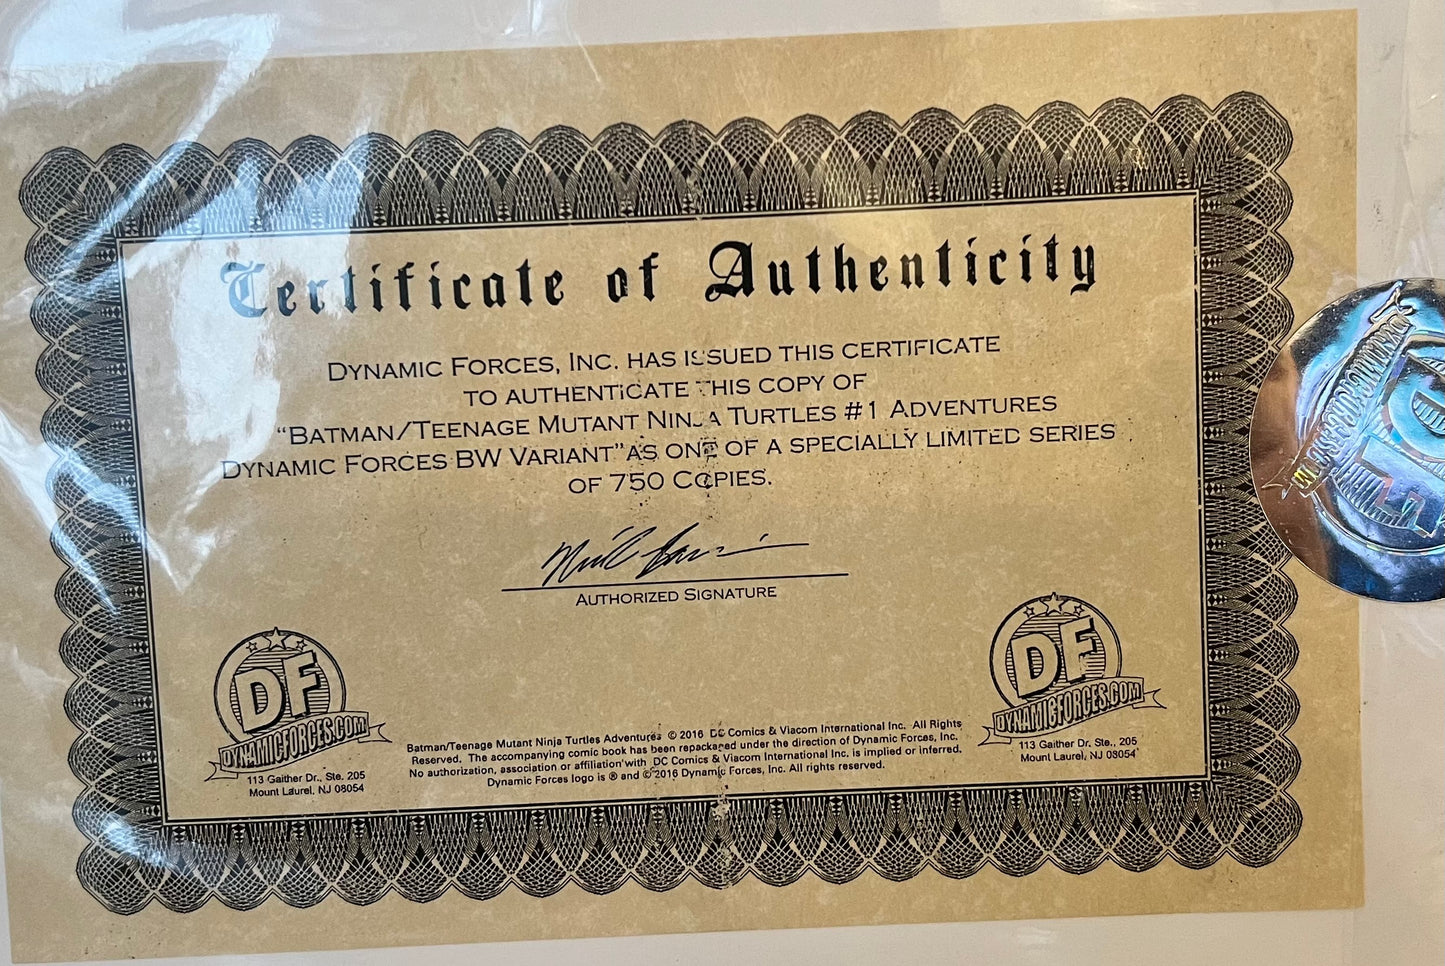 Certificate of Authenticity
DYNAMIC FORCES, INC. HAS ISSUED THIS CERTIFICATE
TO AUTHENTICATE THIS COPY OF
"BATMAN/TEENAGE MUTANT NINJA TURTLES #1 ADVENTURES
DYNAMIC FORCES BW VARIANT" AS ONE OF A SPECIALLY LIMITED SERIES
OF 750 COPIES.
AUTHORIZED SIGNATURE
DF
DYNAMICFORCES.COM
113 Gaither Dr., Ste. 205
Mount Laurel, NJ 08054
Batman/Teenage Mutant Ninja Turtles Adventures © 2016 DC Comics & Viacom International Inc. All Rights
Reserved. The accompanying comic book has been repackaged under the direction of Dynamic Forces, Inc.
No authorization, association or affiliation with DC Comics & Viacom International Inc. is implied or inferred.
Dynamic Forces logo is ® and © 2016 Dynamic Forces, Inc. All rights reserved.
DF
DYNAMICFORCES.COM
113 Gaither Dr. Ste., 205
Mount Laurel, NJ 08054